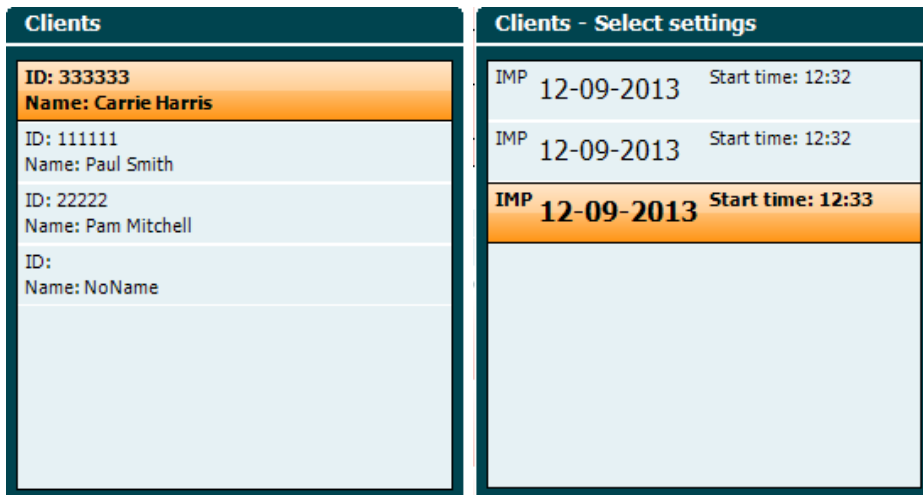 Clients
ID: 333333
Name: Carrie Harris
ID: 111111
Name: Paul Smith
ID: 22222
Name: Pam Mitchell
ID:
Name: NoName
Clients - Select settings
IMP 12-09-2013 Start time: 12:32
IMP 12-09-2013 Start time: 12:32
IMP 12-09-2013 Start time: 12:33